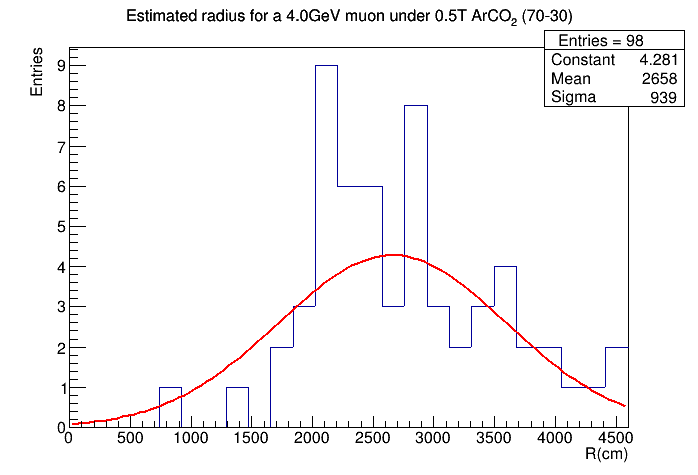 Estimated radius for a 4.0GeV muon under 0.5T ArCO2 (70-30)
Entries = 98
Constant 4.281
Mean 2658
Sigma 939
Entries
9
8
7
6
5
4
3
2
1
0
0 500 1000 1500 2000 2500 3000 3500 4000 4500
R(cm)